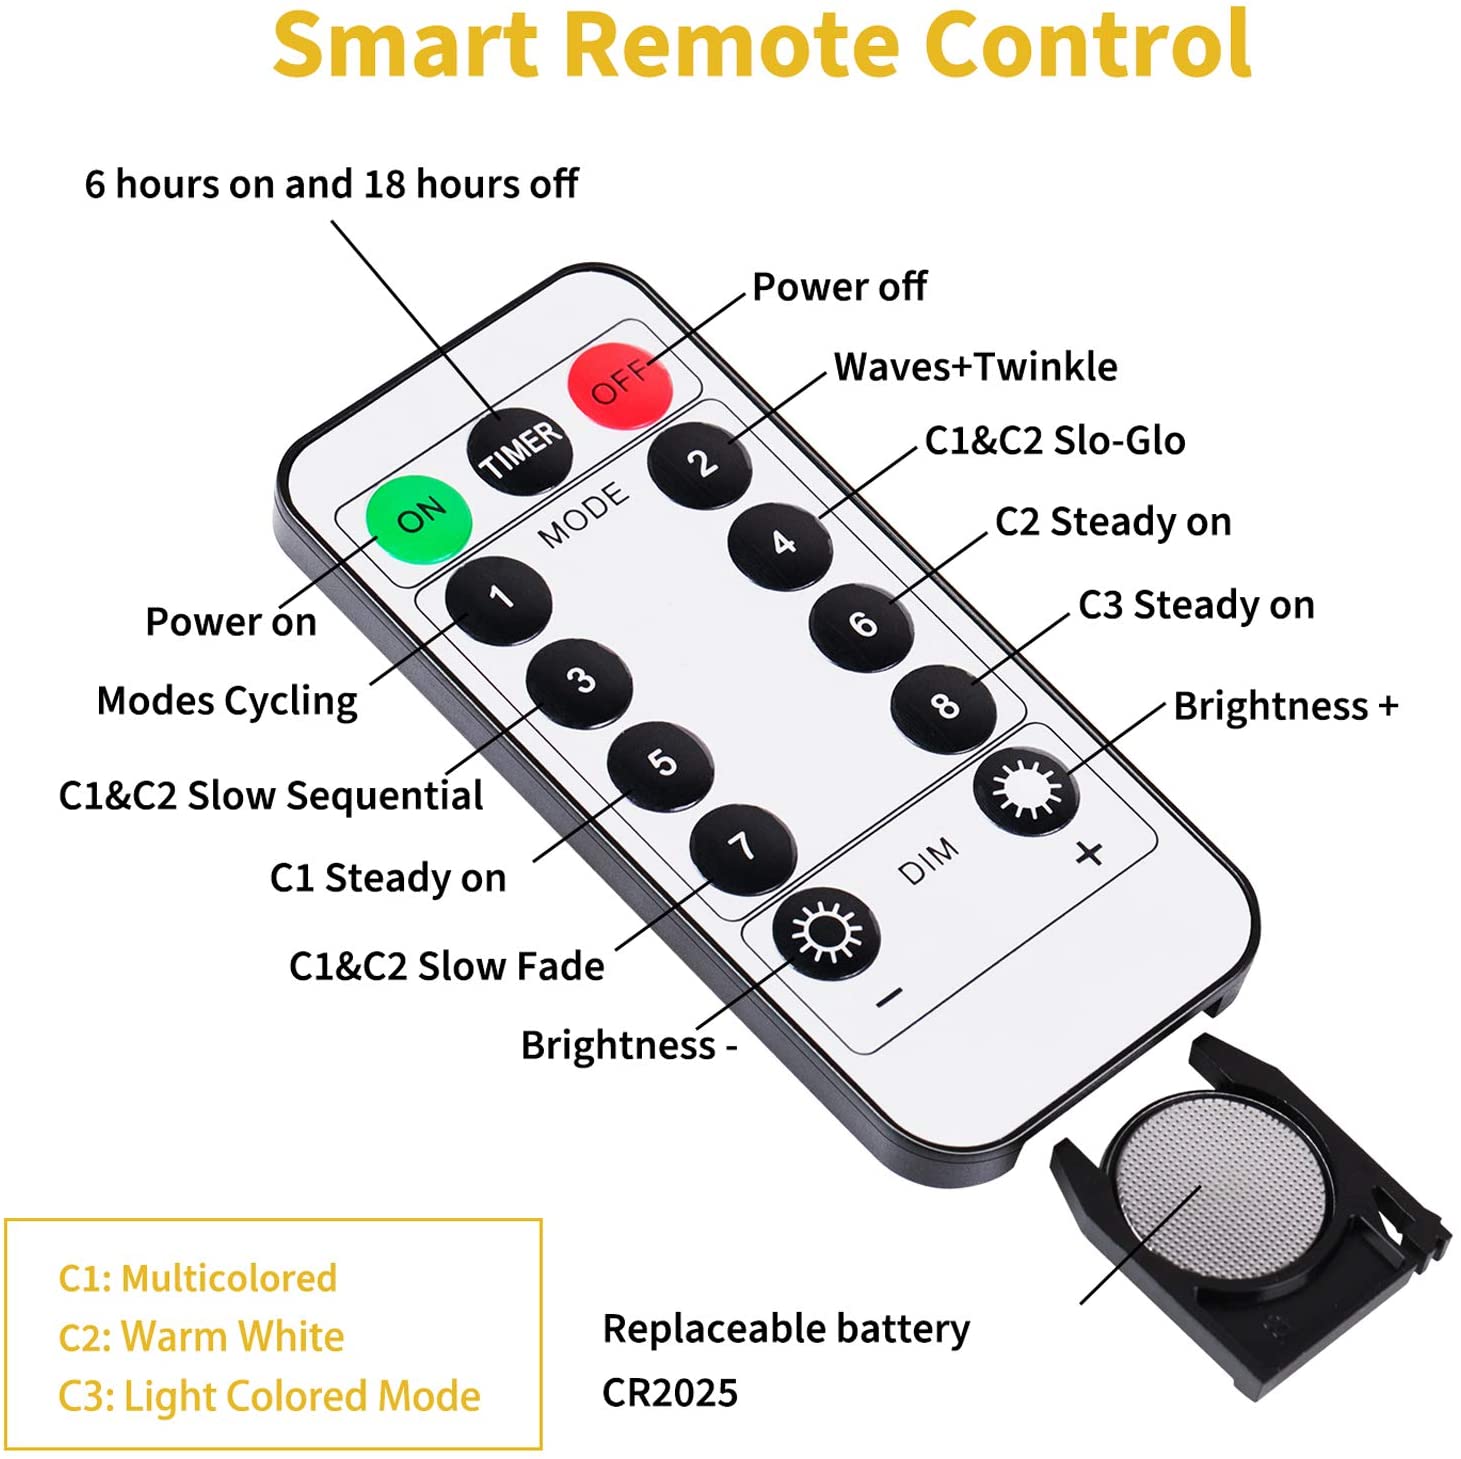 Smart Remote Control
6 hours on and 18 hours off
Power off
Waves+Twinkle
C1&C2 Slo-Glo
C2 Steady on
C3 Steady on
Brightness +
OFF
TIMER
ON
MODE
2
4
1
6
3
8
5
7
DIM
+
-
Power on
Modes Cycling
C1&C2 Slow Sequential
C1 Steady on
C1&C2 Slow Fade
Brightness -
C1: Multicolored
C2: Warm White
C3: Light Colored Mode
Replaceable battery
CR2025